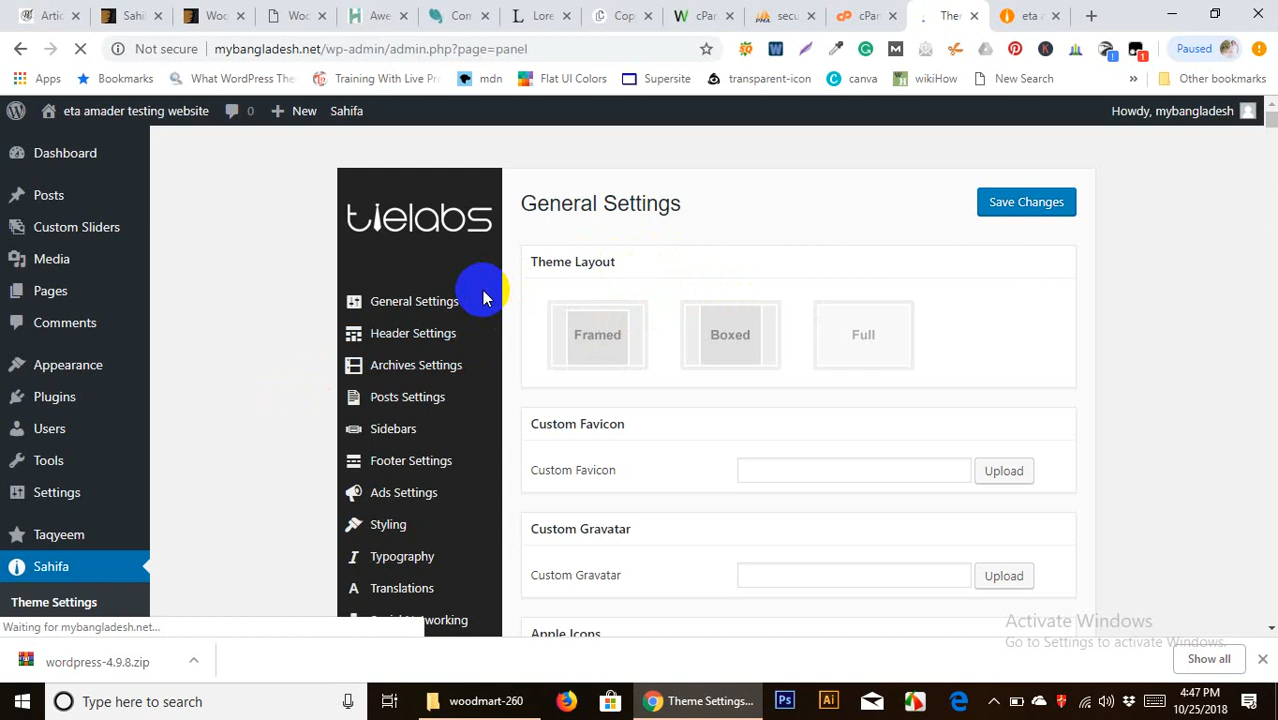 Artic
Sahi
Woo
Woo
Awe
Com
Lore
Cop
cPan
secu
cPan
Ther
eta a
Not secure
mybangladesh.net/wp-admin/admin.php?page=panel
Paused
Apps
Bookmarks
What WordPress The
Training With Live Pr
mdn
Flat UI Colors
Supersite
transparent-icon
canva
wikiHow
New Search
»
Other bookmarks
eta amader testing website
0
New
Sahifa
Howdy, mybangladesh
Dashboard
Posts
Custom Sliders
Media
Pages
Comments
Appearance
Plugins
Users
Tools
Settings
Taqyeem
Sahifa
Theme Settings
Waiting for mybangladesh.net...
tielabs
General Settings
Header Settings
Archives Settings
Posts Settings
Sidebars
Footer Settings
Ads Settings
Styling
Typography
Translations
Social Networking
General Settings
Save Changes
Theme Layout
Framed
Boxed
Full
Custom Favicon
Custom Favicon
Upload
Custom Gravatar
Custom Gravatar
Upload
Apple Icons
Activate Windows
Go to Settings to activate Windows.
wordpress-4.9.8.zip
Show all
Type here to search
woodmart-260
Theme Settings...
4:47 PM
10/25/2018